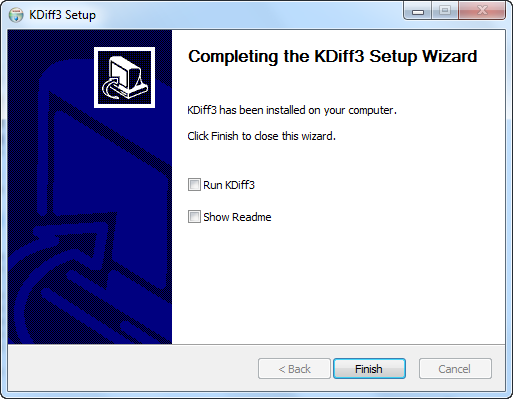 KDiff3 Setup
Completing the KDiff3 Setup Wizard
KDiff3 has been installed on your computer.
Click Finish to close this wizard.
Run KDiff3
Show Readme
< Back
Finish
Cancel